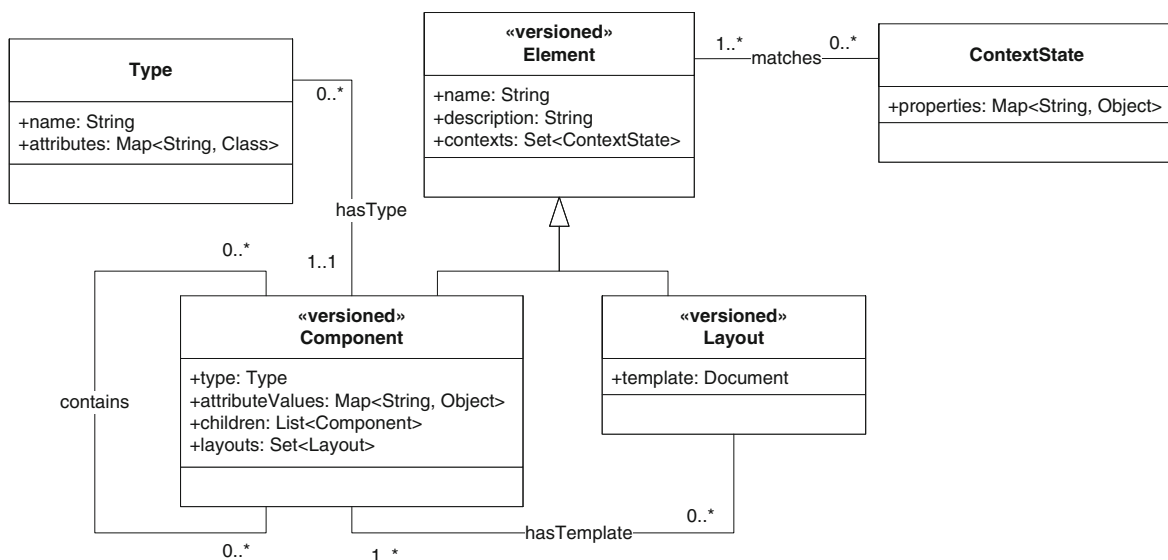 Type
+name: String
+attributes: Map<String, Class>
«versioned»
Element
+name: String
+description: String
+contexts: Set<ContextState>
1..*
matches
0..*
ContextState
+properties: Map<String, Object>
0..*
hasType
1..1
0..*
contains
0..*
«versioned»
Component
+type: Type
+attributeValues: Map<String, Object>
+children: List<Component>
+layouts: Set<Layout>
«versioned»
Layout
+template: Document
1..*
hasTemplate
0..*